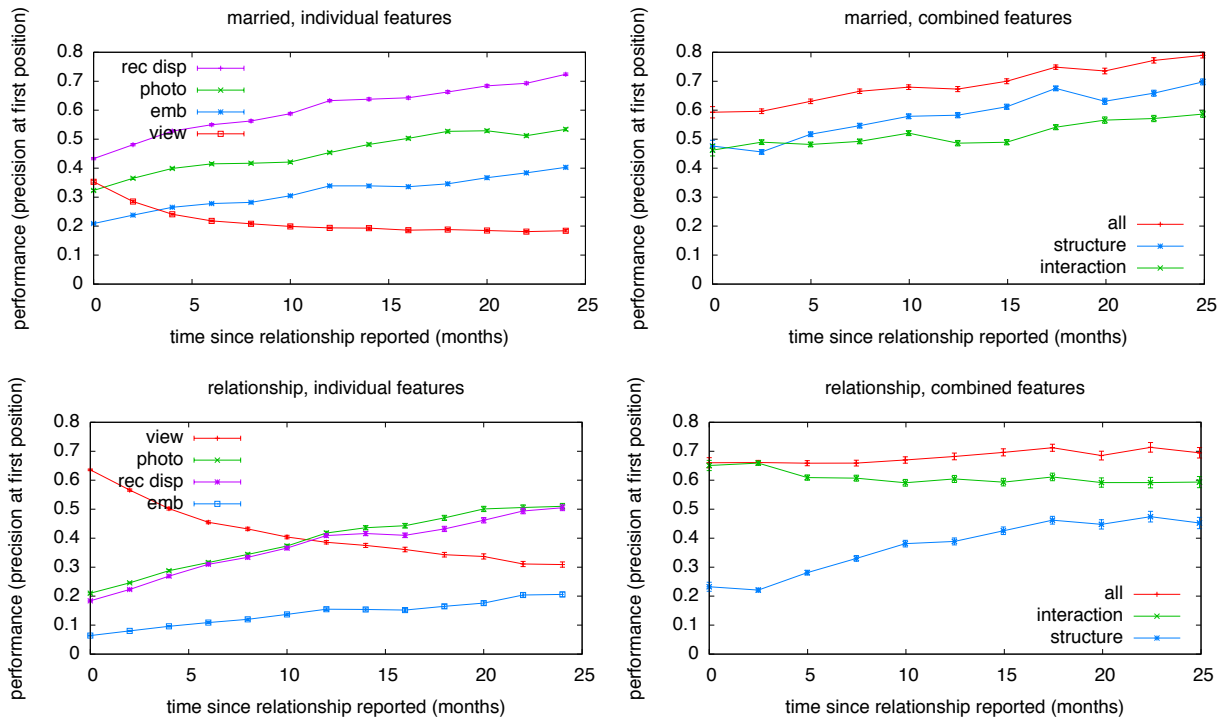 married, individual features
performance (precision at first position)
0.8
0.7
0.6
0.5
0.4
0.3
0.2
0.1
0
rec disp
photo
emb
view
0 5 10 15 20 25
time since relationship reported (months)
married, combined features
performance (precision at first position)
0.8
0.7
0.6
0.5
0.4
0.3
0.2
0.1
0
all
structure
interaction
0 5 10 15 20 25
time since relationship reported (months)
relationship, individual features
performance (precision at first position)
0.8
0.7
0.6
0.5
0.4
0.3
0.2
0.1
0
view
photo
rec disp
emb
0 5 10 15 20 25
time since relationship reported (months)
relationship, combined features
performance (precision at first position)
0.8
0.7
0.6
0.5
0.4
0.3
0.2
0.1
0
all
interaction
structure
0 5 10 15 20 25
time since relationship reported (months)